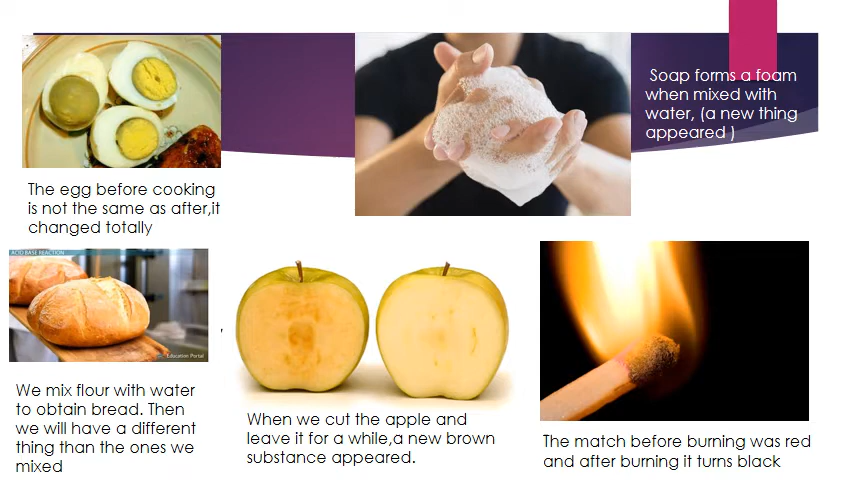 Soap forms a foam
when mixed with
water, (a new thing
appeared )
The egg before cooking
is not the same as after,it
changed totally
ACID BASE REACTION
Education Portal
,
We mix flour with water
to obtain bread. Then
we will have a different
thing than the ones we
mixed
When we cut the apple and
leave it for a while,a new brown
substance appeared.
The match before burning was red
and after burning it turns black